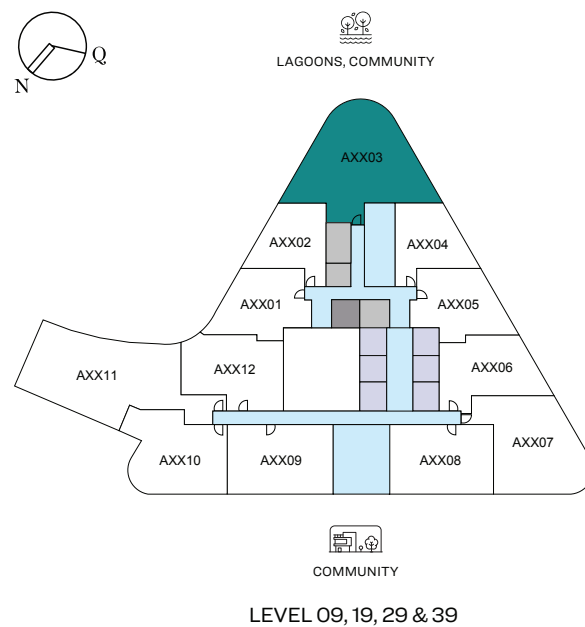 N
Q
LAGOONS, COMMUNITY
AXX03
AXX02
AXX04
AXX01
AXX05
AXX11
AXX12
AXX06
AXX10
AXX09
AXX08
AXX07
COMMUNITY
LEVEL 09, 19, 29 & 39